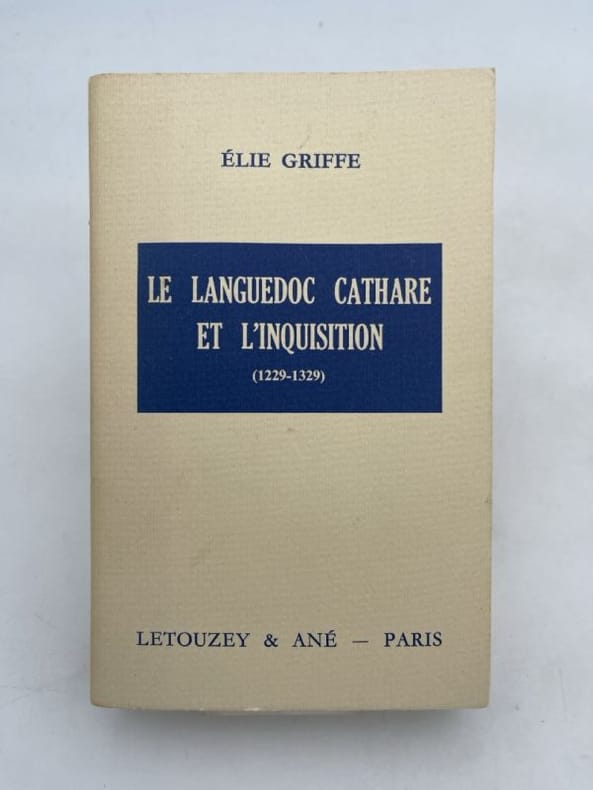 ÉLIE GRIFFE
LE LANGUEDOC CATHARE
ET L'INQUISITION
(1229-1329)
LETOUZEY & ANÉ — PARIS